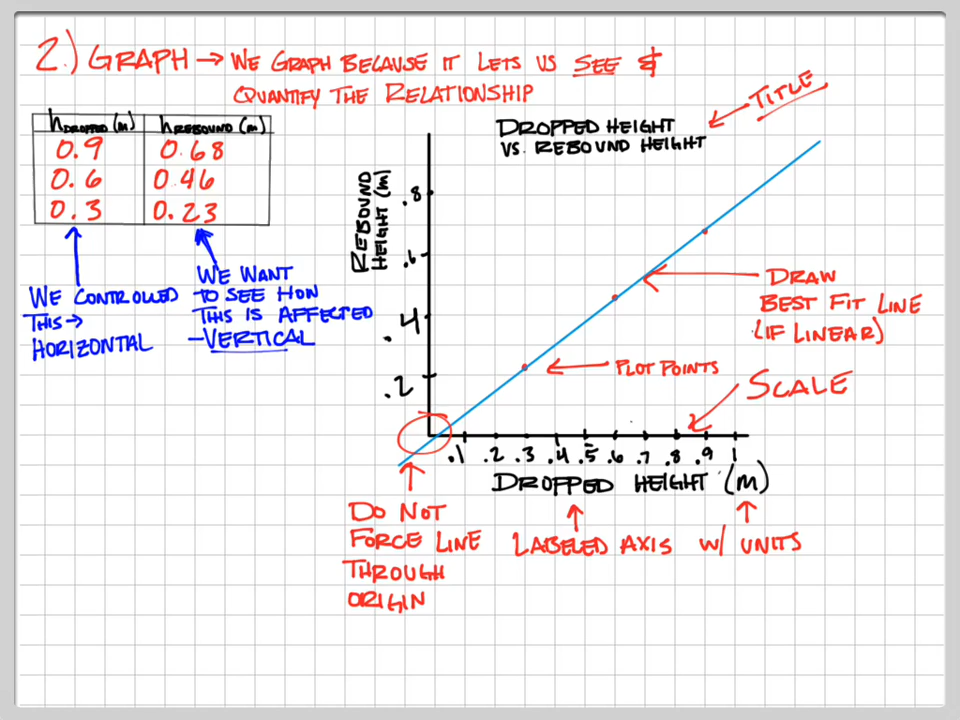 2.) GRAPH → WE GRAPH BECAUSE IT LETS US SEE &
QUANTIFY THE RELATIONSHIP
TITLE
DROPPED HEIGHT
VS. REBOUND HEIGHT
hDROPPED (m) hREBOUND (m)
0.9 0.68
0.6 0.46
0.3 0.23
WE CONTROLLED
THIS →
HORIZONTAL
WE WANT
TO SEE HOW
THIS IS AFFECTED
- VERTICAL
REBOUND
HEIGHT (m)
.8
.6
.4
.2
DRAW
BEST FIT LINE
(IF LINEAR)
PLOT POINTS
SCALE
.1 .2 .3 .4 .5 .6 .7 .8 .9 1
DROPPED HEIGHT (m)
DO NOT
FORCE LINE
THROUGH
ORIGIN
LABELED AXIS W/ UNITS